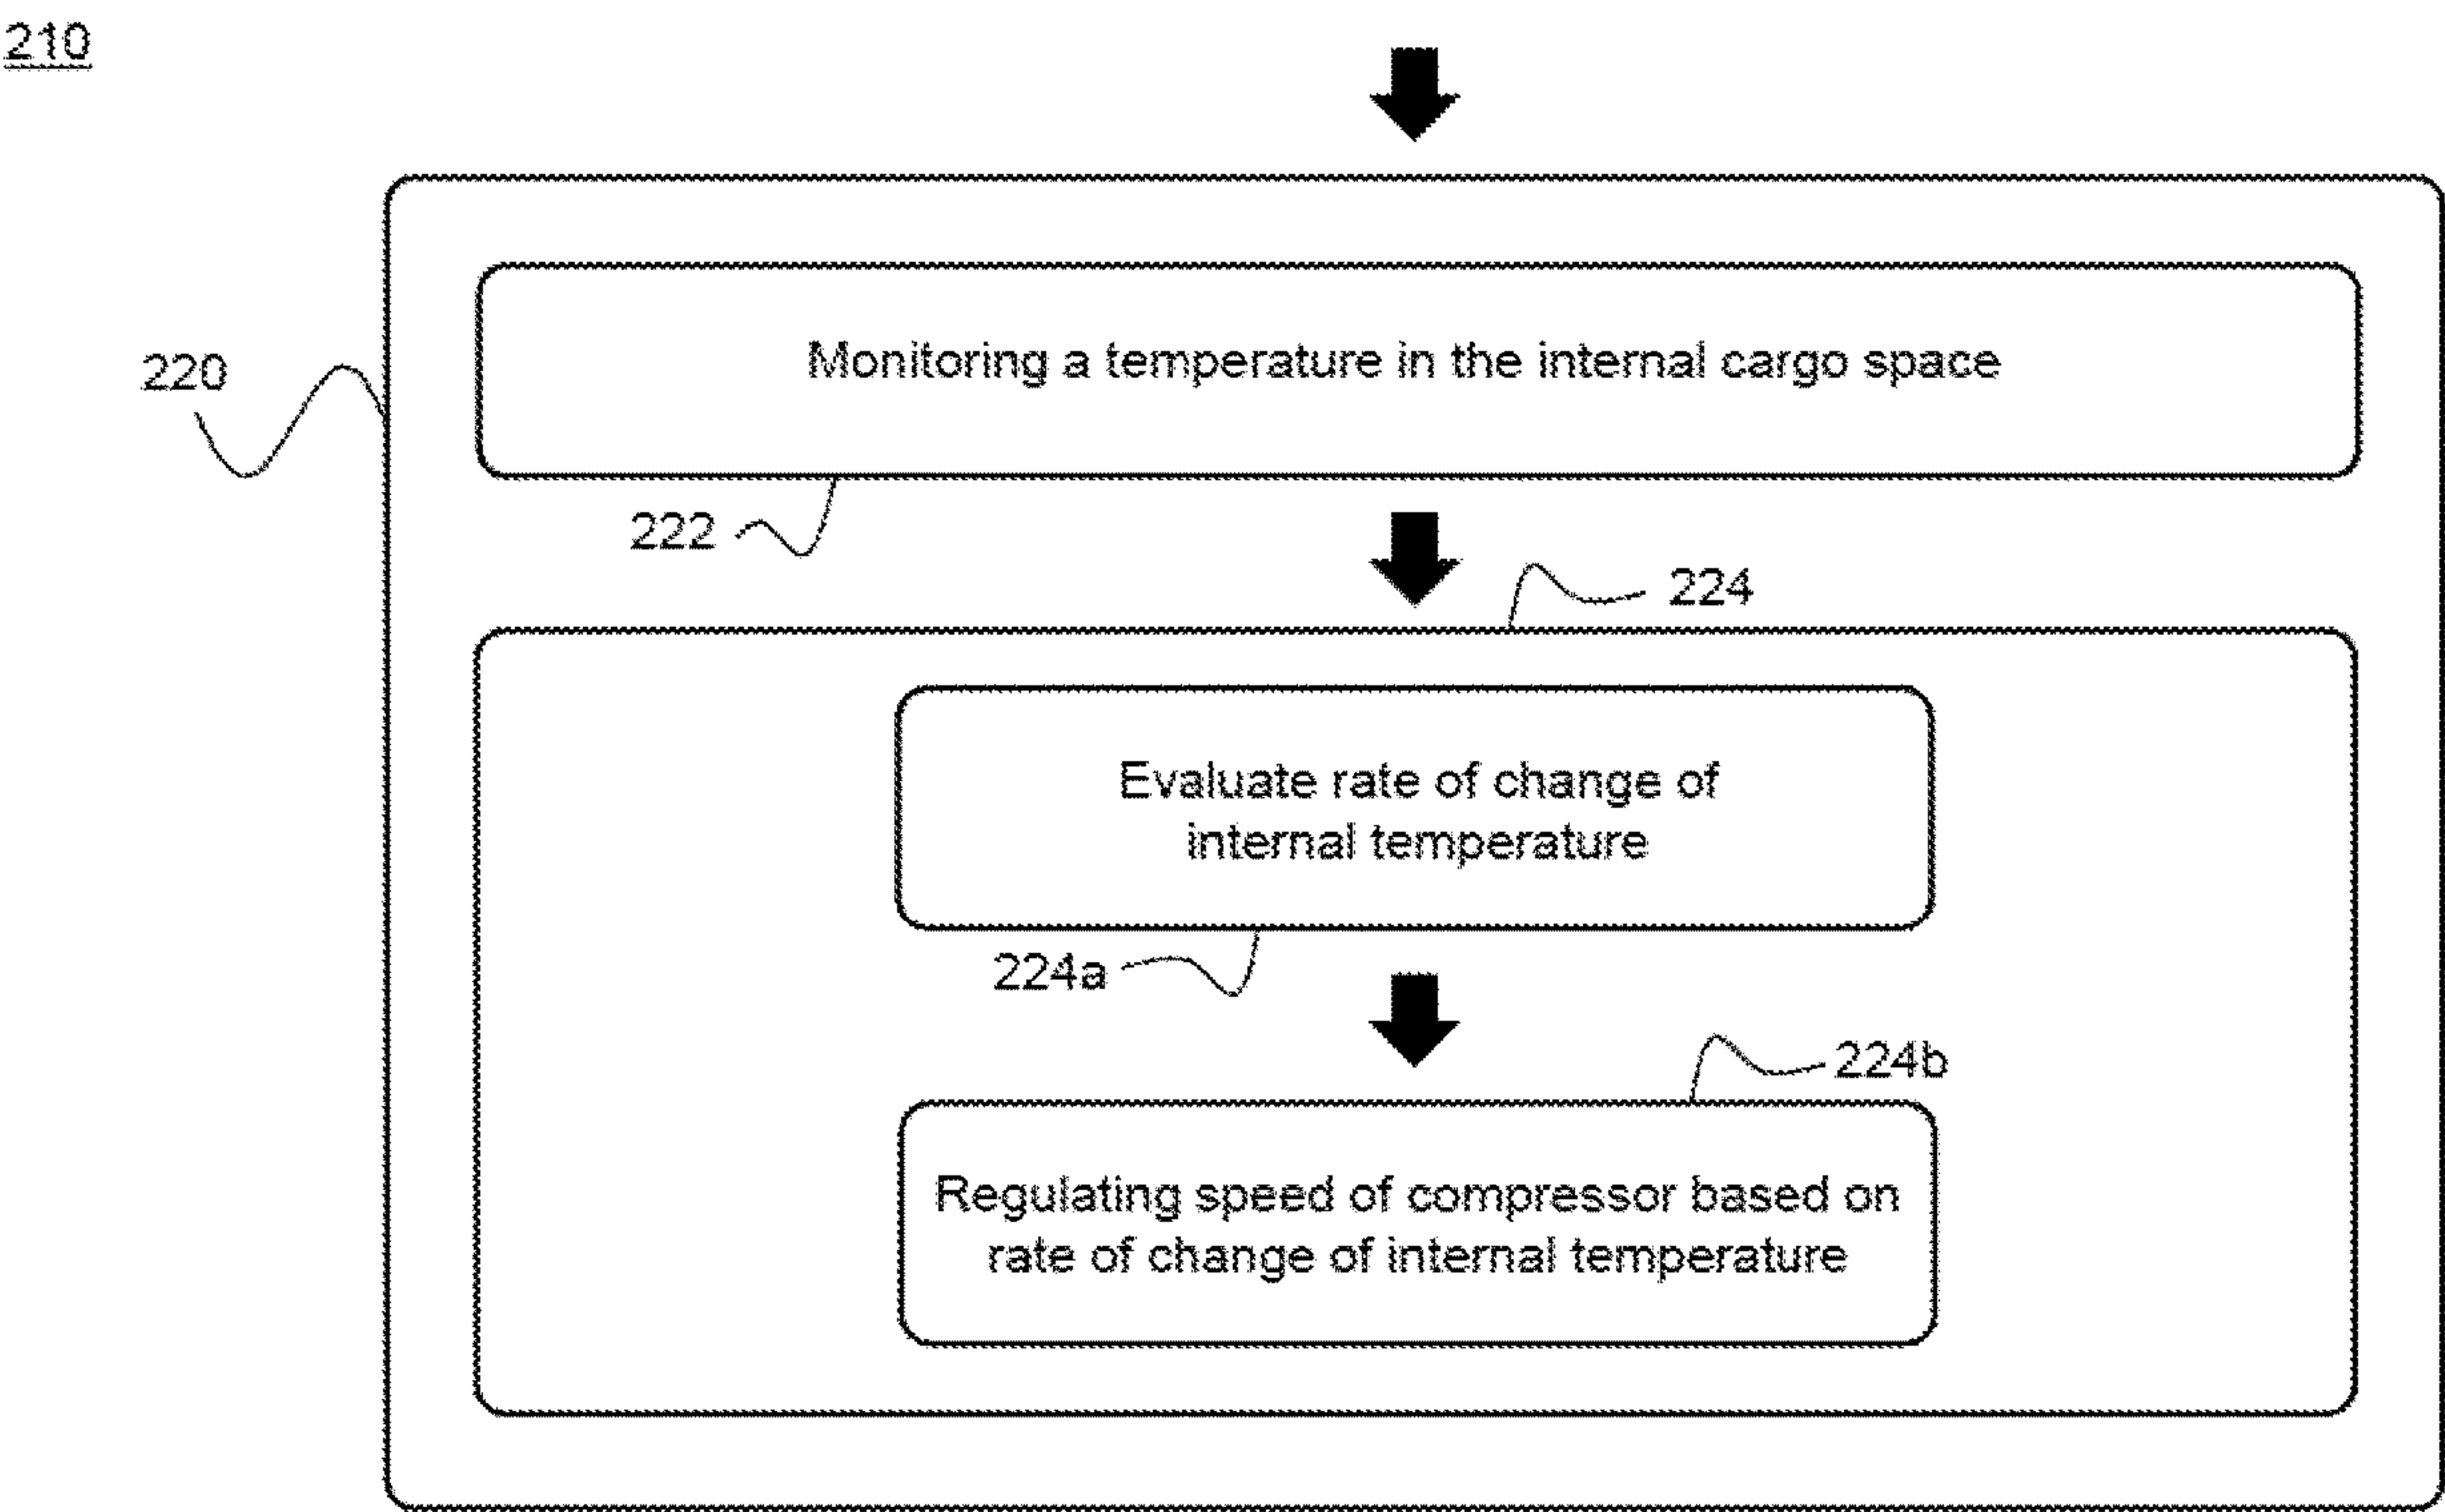 210
Monitoring a temperature in the internal cargo space
220
222
224
Evaluate rate of change of
internal temperature
224a
224b
Regulating speed of compressor based on
rate of change of internal temperature